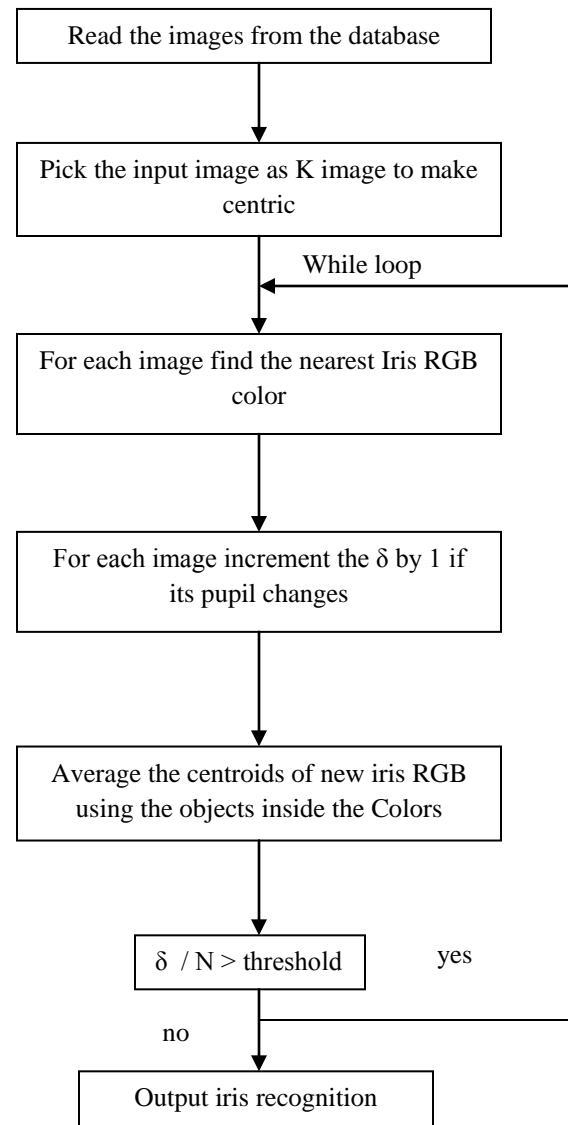 Read the images from the database
Pick the input image as K image to make
centric
While loop
For each image find the nearest Iris RGB
color
For each image increment the δ by 1 if
its pupil changes
Average the centroids of new iris RGB
using the objects inside the Colors
δ / N > threshold
yes
no
Output iris recognition